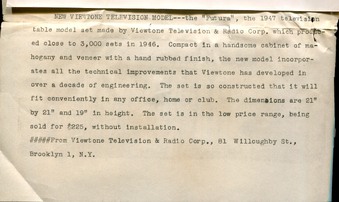 NEW VIEWTONE TELEVISION MODEL---the "Futura", the 1947 television
table model set made by Viewtone Television & Radio Corp. which produc-
ed close to 3,000 sets in 1946. Compact in a handsome cabinet of ma-
hogany and veneer with a hand rubbed finish, the new model incorpor-
ates all the technical improvements that Viewtone has developed in
over a decade of engineering. The set is so constructed that it will
fit conveniently in any office, home or club. The dimensions are 21"
by 21" and 19" in height. The set is in the low price range, being
sold for $225, without installation.
#####From Viewtone Television & Radio Corp., 81 Willoughby St.,
Brooklyn 1, N.Y.